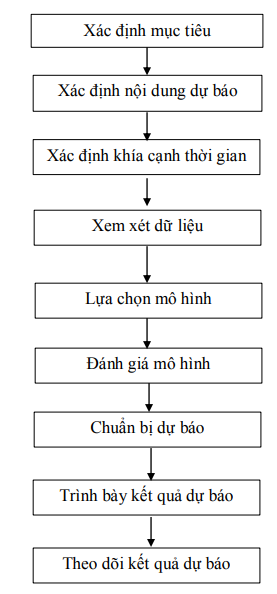 Xác định mục tiêu
Xác định nội dung dự báo
Xác định khía cạnh thời gian
Xem xét dữ liệu
Lựa chọn mô hình
Đánh giá mô hình
Chuẩn bị dự báo
Trình bày kết quả dự báo
Theo dõi kết quả dự báo